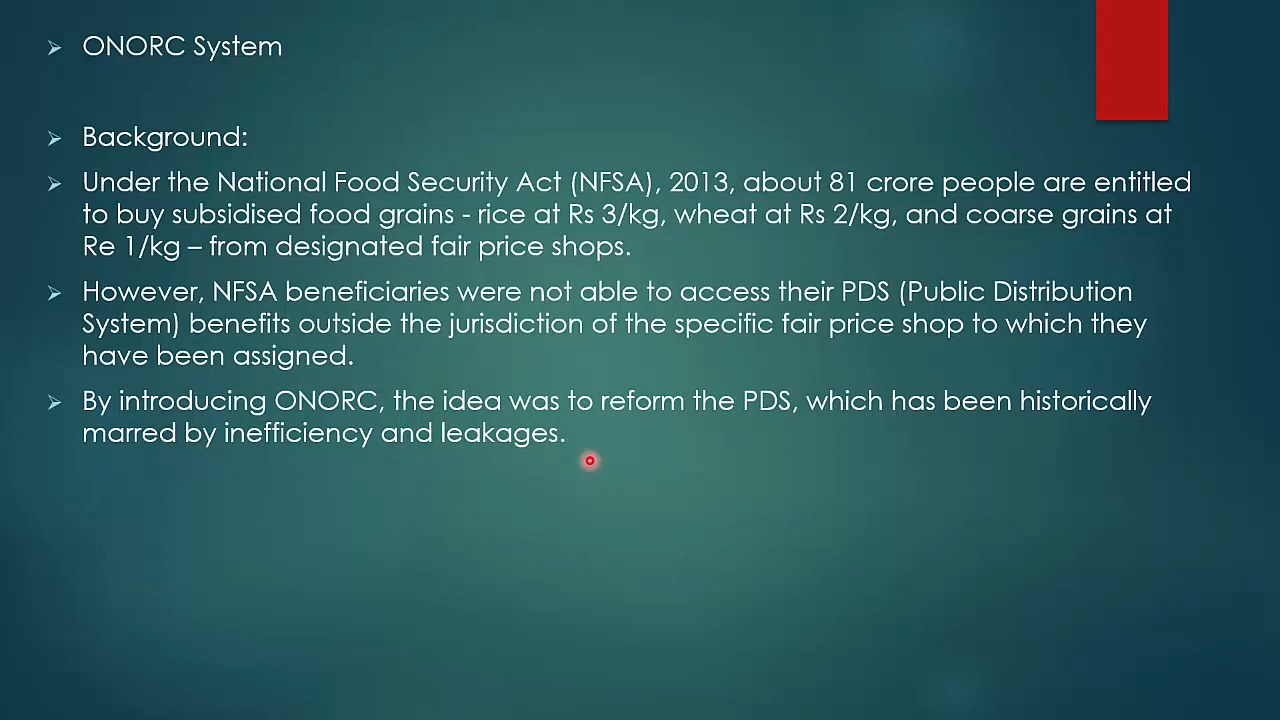 ONORC System
Background:
Under the National Food Security Act (NFSA), 2013, about 81 crore people are entitled
to buy subsidised food grains - rice at Rs 3/kg, wheat at Rs 2/kg, and coarse grains at
Re 1/kg – from designated fair price shops.
However, NFSA beneficiaries were not able to access their PDS (Public Distribution
System) benefits outside the jurisdiction of the specific fair price shop to which they
have been assigned.
By introducing ONORC, the idea was to reform the PDS, which has been historically
marred by inefficiency and leakages.